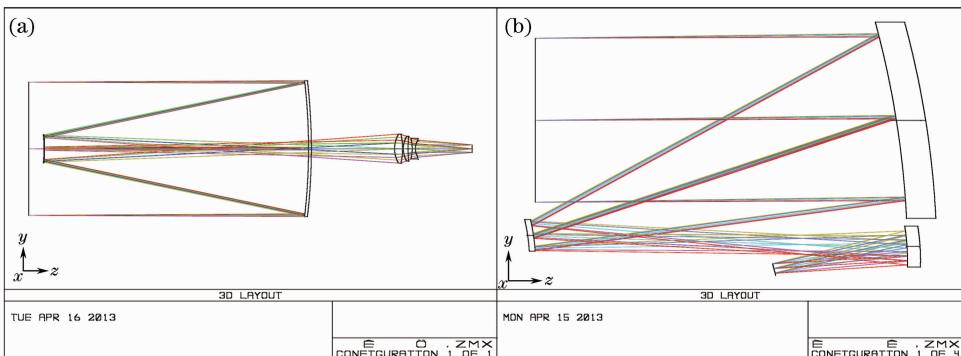 (a)
(b)
y
x
z
y
x
z
3D LAYOUT
3D LAYOUT
TUE APR 16 2013
MON APR 15 2013
.ZMX
CONFIGURATION 1 OF 1
.ZMX
CONFIGURATION 1 OF 4